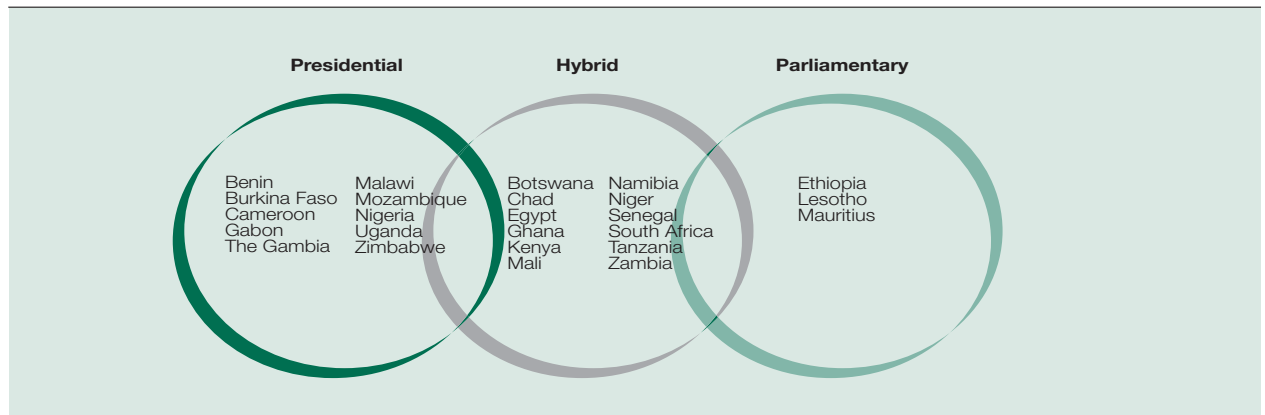 Presidential
Hybrid
Parliamentary
Benin
Burkina Faso
Cameroon
Gabon
The Gambia
Malawi
Mozambique
Nigeria
Uganda
Zimbabwe
Botswana
Chad
Egypt
Ghana
Kenya
Mali
Namibia
Niger
Senegal
South Africa
Tanzania
Zambia
Ethiopia
Lesotho
Mauritius